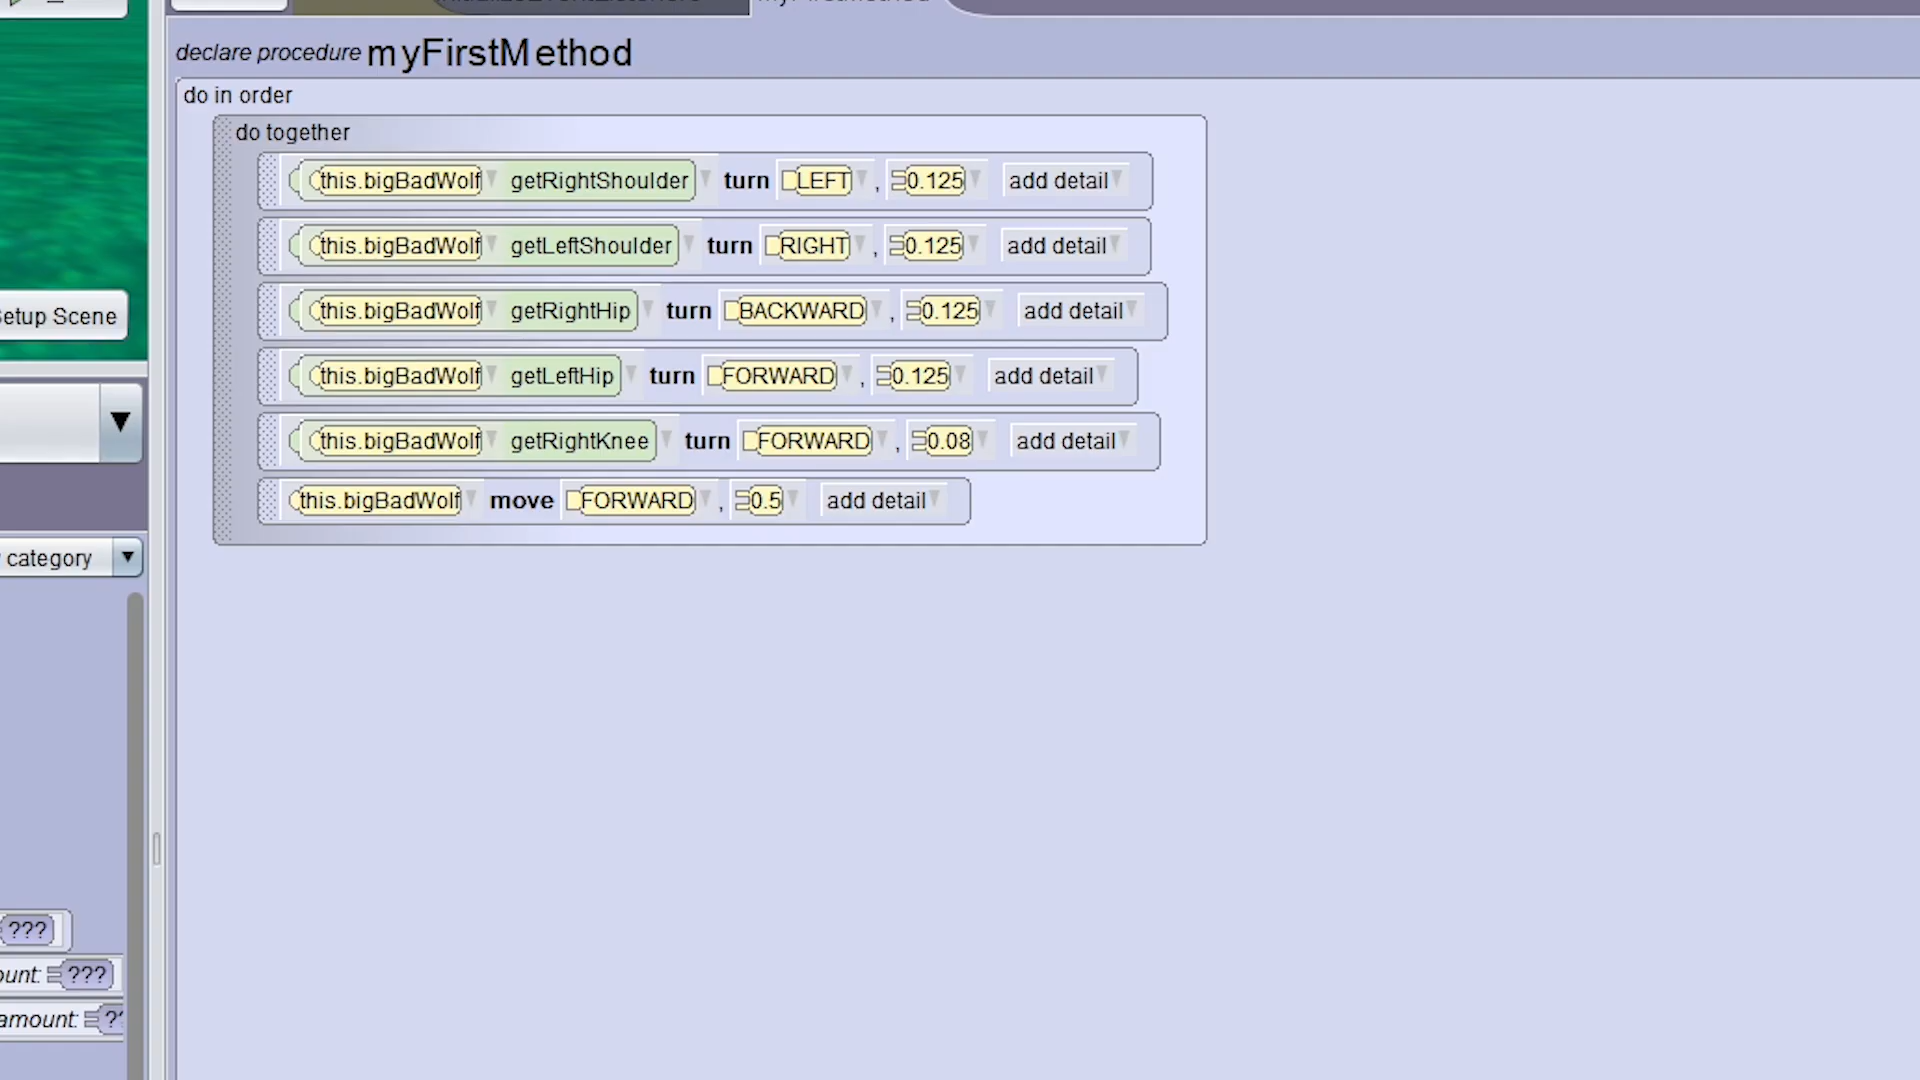 myFirstMethod
declare procedure myFirstMethod
do in order
do together
this.bigBadWolf getRightShoulder turn LEFT , 0.125 add detail
this.bigBadWolf getLeftShoulder turn RIGHT , 0.125 add detail
this.bigBadWolf getRightHip turn BACKWARD , 0.125 add detail
Setup Scene
this.bigBadWolf getLeftHip turn FORWARD , 0.125 add detail
this.bigBadWolf getRightKnee turn FORWARD , 0.08 add detail
this.bigBadWolf move FORWARD , 0.5 add detail
category
???
???
amount: